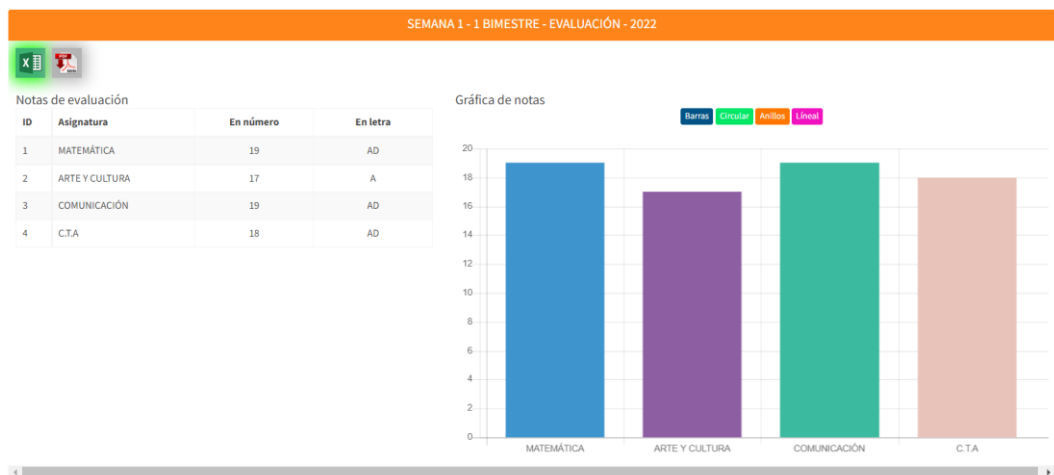 SEMANA 1 - 1 BIMESTRE - EVALUACIÓN - 2022
Notas de evaluación
ID Asignatura En número En letra
1 MATEMÁTICA 19 AD
2 ARTE Y CULTURA 17 A
3 COMUNICACIÓN 19 AD
4 C.T.A 18 AD
Gráfica de notas
Barras Circular Anillos Líneal
20
18
16
14
12
10
8
6
4
2
0
MATEMÁTICA ARTE Y CULTURA COMUNICACIÓN C.T.A